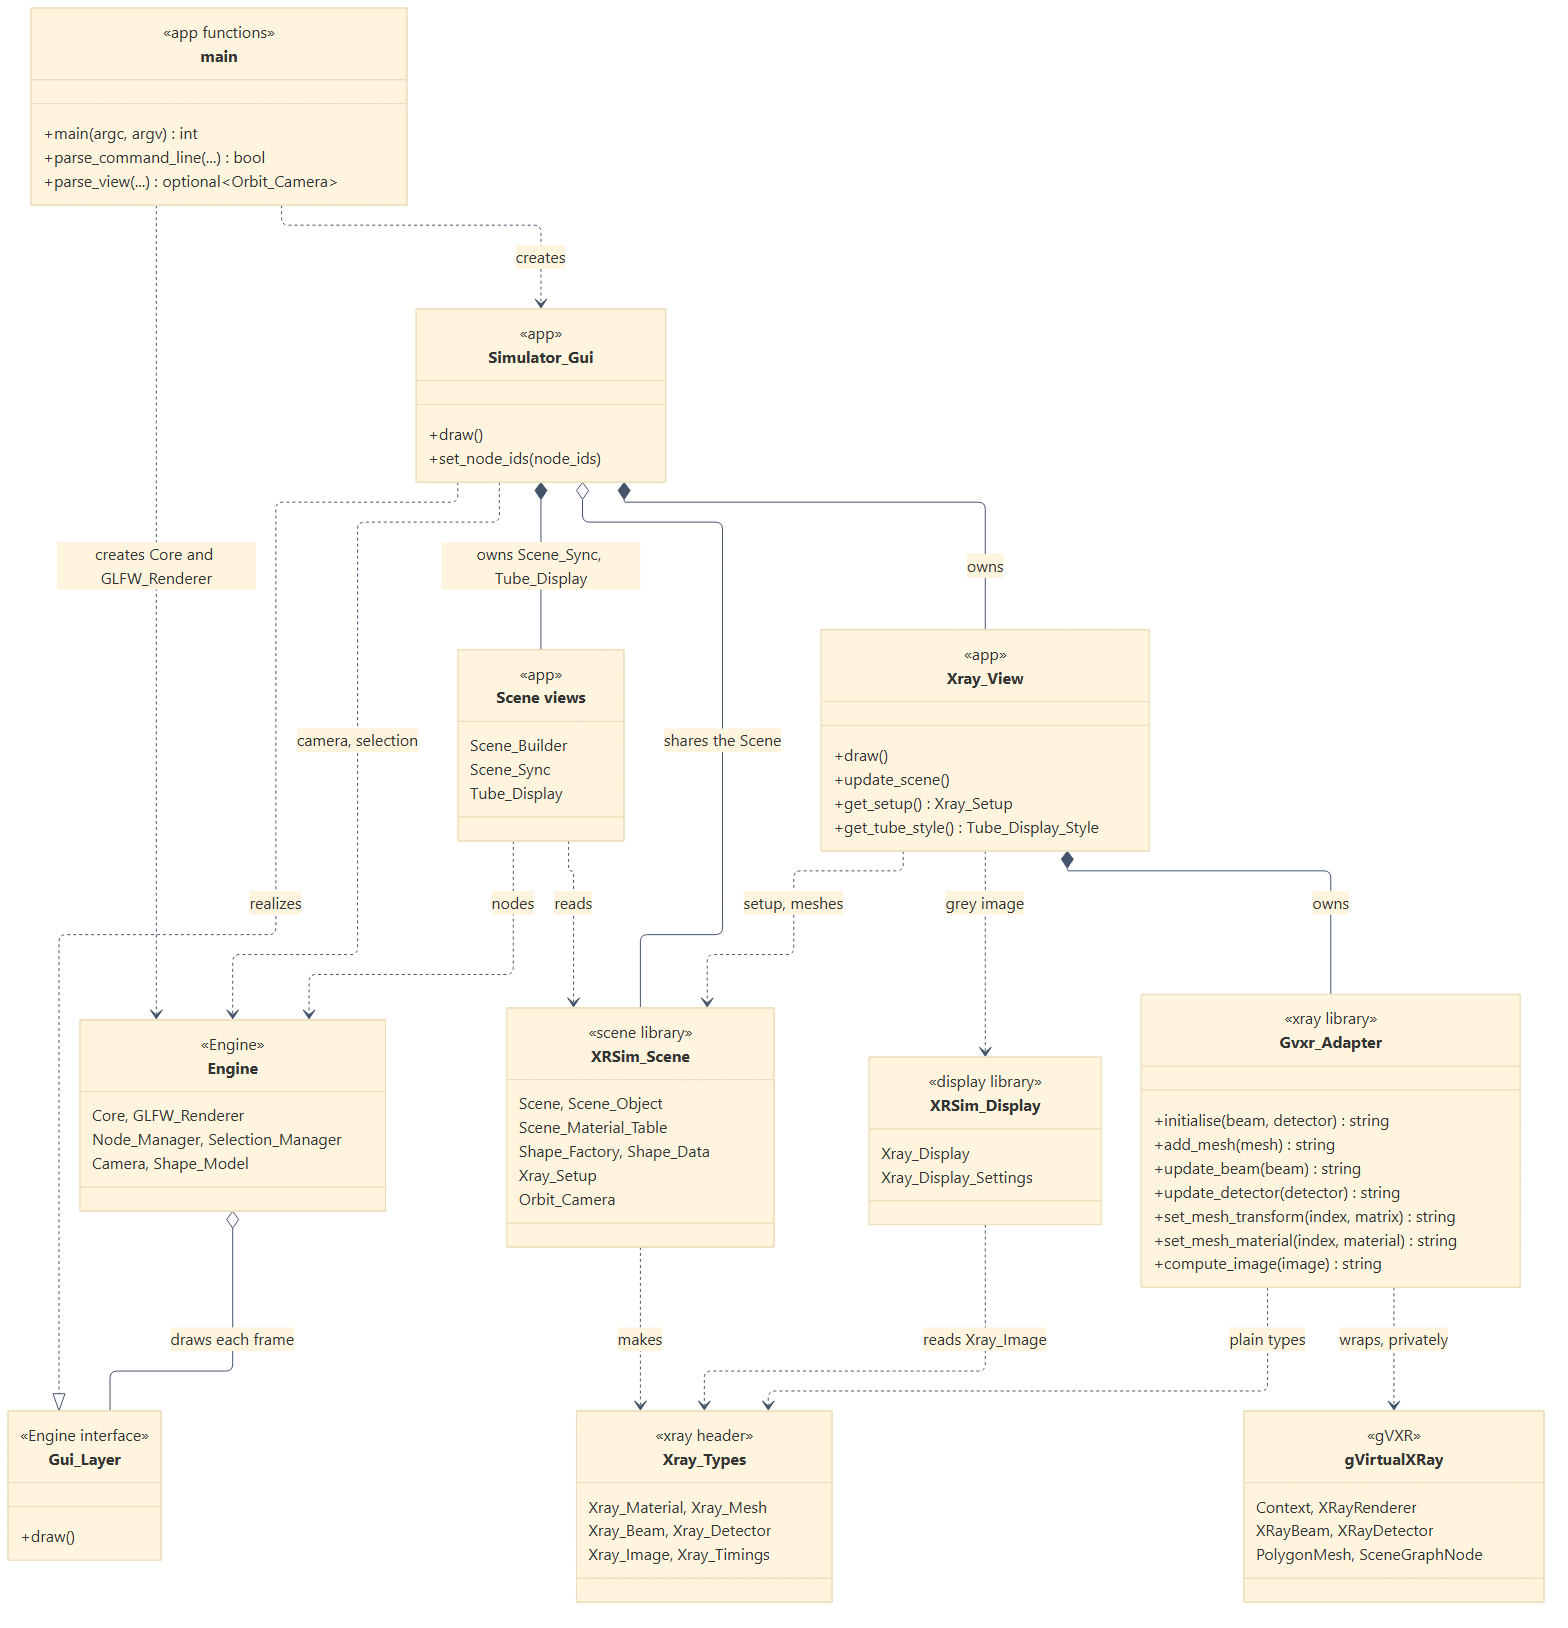 «app functions»
main
+main(argc, argv) : int
+parse_command_line(...) : bool
+parse_view(...) : optional<Orbit_Camera>
creates
«app»
Simulator_Gui
+draw()
+set_node_ids(node_ids)
creates Core and
GLFW_Renderer
owns Scene_Sync,
Tube_Display
owns
«app»
Scene views
Scene_Builder
Scene_Sync
Tube_Display
«app»
Xray_View
+draw()
+update_scene()
+get_setup() : Xray_Setup
+get_tube_style() : Tube_Display_Style
camera, selection
shares the Scene
realizes
nodes
reads
setup, meshes
grey image
owns
«Engine»
Engine
Core, GLFW_Renderer
Node_Manager, Selection_Manager
Camera, Shape_Model
«scene library»
XRSim_Scene
Scene, Scene_Object
Scene_Material_Table
Shape_Factory, Shape_Data
Xray_Setup
Orbit_Camera
«display library»
XRSim_Display
Xray_Display
Xray_Display_Settings
«xray library»
Gvxr_Adapter
+initialise(beam, detector) : string
+add_mesh(mesh) : string
+update_beam(beam) : string
+update_detector(detector) : string
+set_mesh_transform(index, matrix) : string
+set_mesh_material(index, material) : string
+compute_image(image) : string
draws each frame
makes
reads Xray_Image
plain types
wraps, privately
«Engine interface»
Gui_Layer
+draw()
«xray header»
Xray_Types
Xray_Material, Xray_Mesh
Xray_Beam, Xray_Detector
Xray_Image, Xray_Timings
«gVXR»
gVirtualXRay
Context, XRayRenderer
XRayBeam, XRayDetector
PolygonMesh, SceneGraphNode